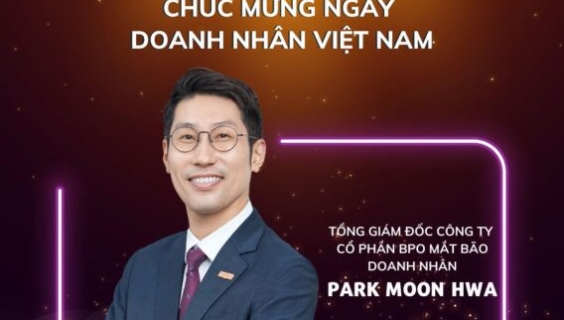 CHÚC MỪNG NGÀY
DOANH NHÂN VIỆT NAM
TỔNG GIÁM ĐỐC CÔNG TY
CỔ PHẦN BPO MẮT BÃO
DOANH NHÂN
PARK MOON HWA